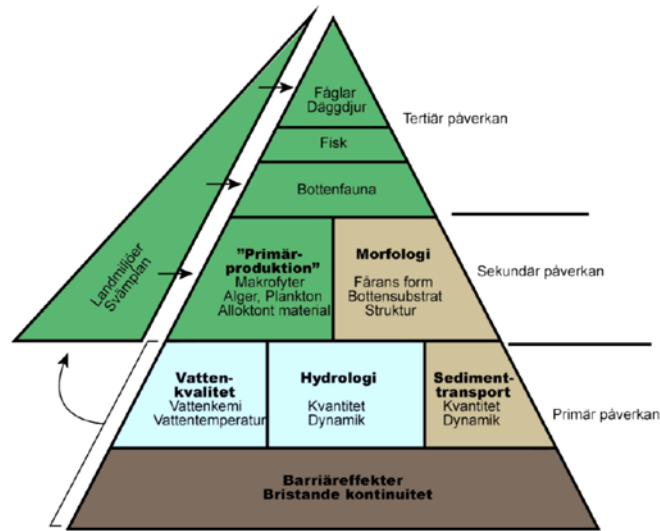 Fåglar
Däggdjur
Tertiär påverkan
Fisk
Bottenfauna
Landmiljöer
Svämplan
"Primär-
produktion"
Makrofyter
Alger, Plankton
Alloktont material
Morfologi
Fårans form
Bottensubstrat
Struktur
Sekundär påverkan
Vatten-
kvalitet
Vattenkemi
Vattentemperatur
Hydrologi
Kvantitet
Dynamik
Sediment-
transport
Kvantitet
Dynamik
Primär påverkan
Barriäreffekter
Bristande kontinuitet